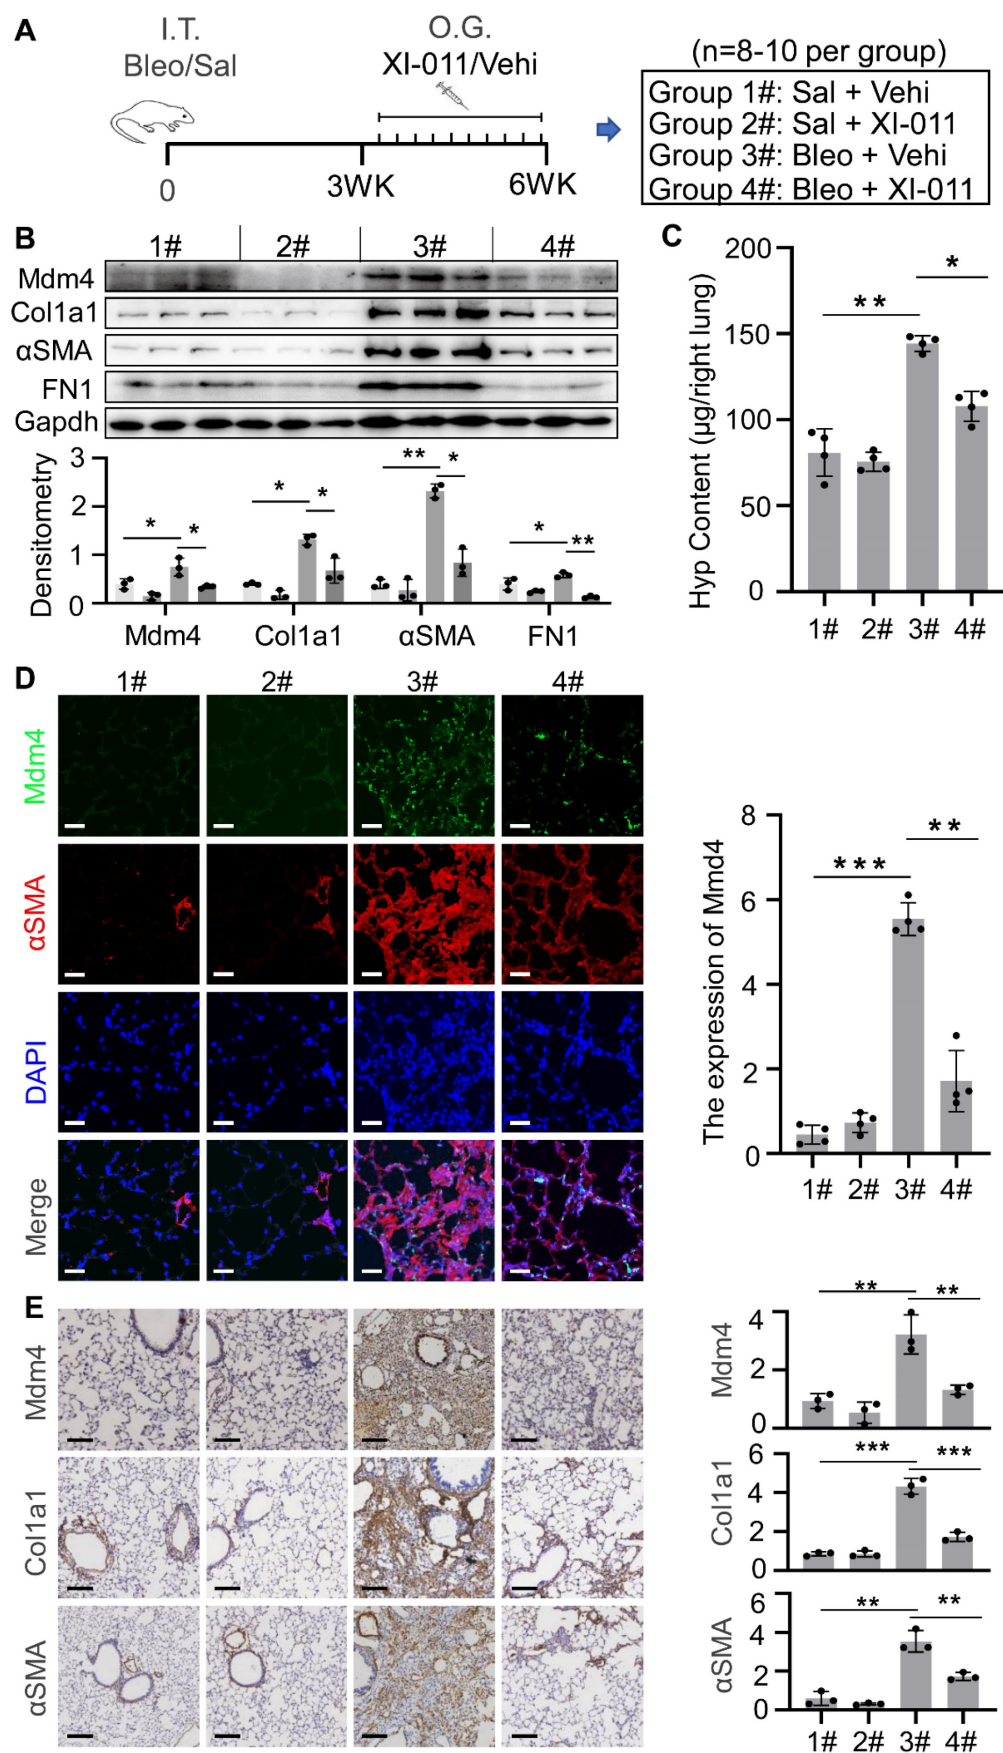 A
I.T.
Bleo/Sal
O.G.
XI-011/Vehi
0
3WK
6WK
(n=8-10 per group)
Group 1#: Sal + Vehi
Group 2#: Sal + XI-011
Group 3#: Bleo + Vehi
Group 4#: Bleo + XI-011
B
1# 2# 3# 4#
Mdm4
Col1a1
αSMA
FN1
Gapdh
Densitometry
3
2
1
0
* * * * ** * * **
Mdm4 Col1a1 αSMA FN1
C
Hyp Content (µg/right lung)
200
150
100
50
0
** *
1# 2# 3# 4#
D
1# 2# 3# 4#
Mdm4
αSMA
DAPI
Merge
The expression of Mmd4
8
6
4
2
0
*** **
1# 2# 3# 4#
E
Mdm4
Col1a1
αSMA
Mdm4
4
2
0
** **
Col1a1
6
4
2
0
*** ***
αSMA
6
4
2
0
** **
1# 2# 3# 4#